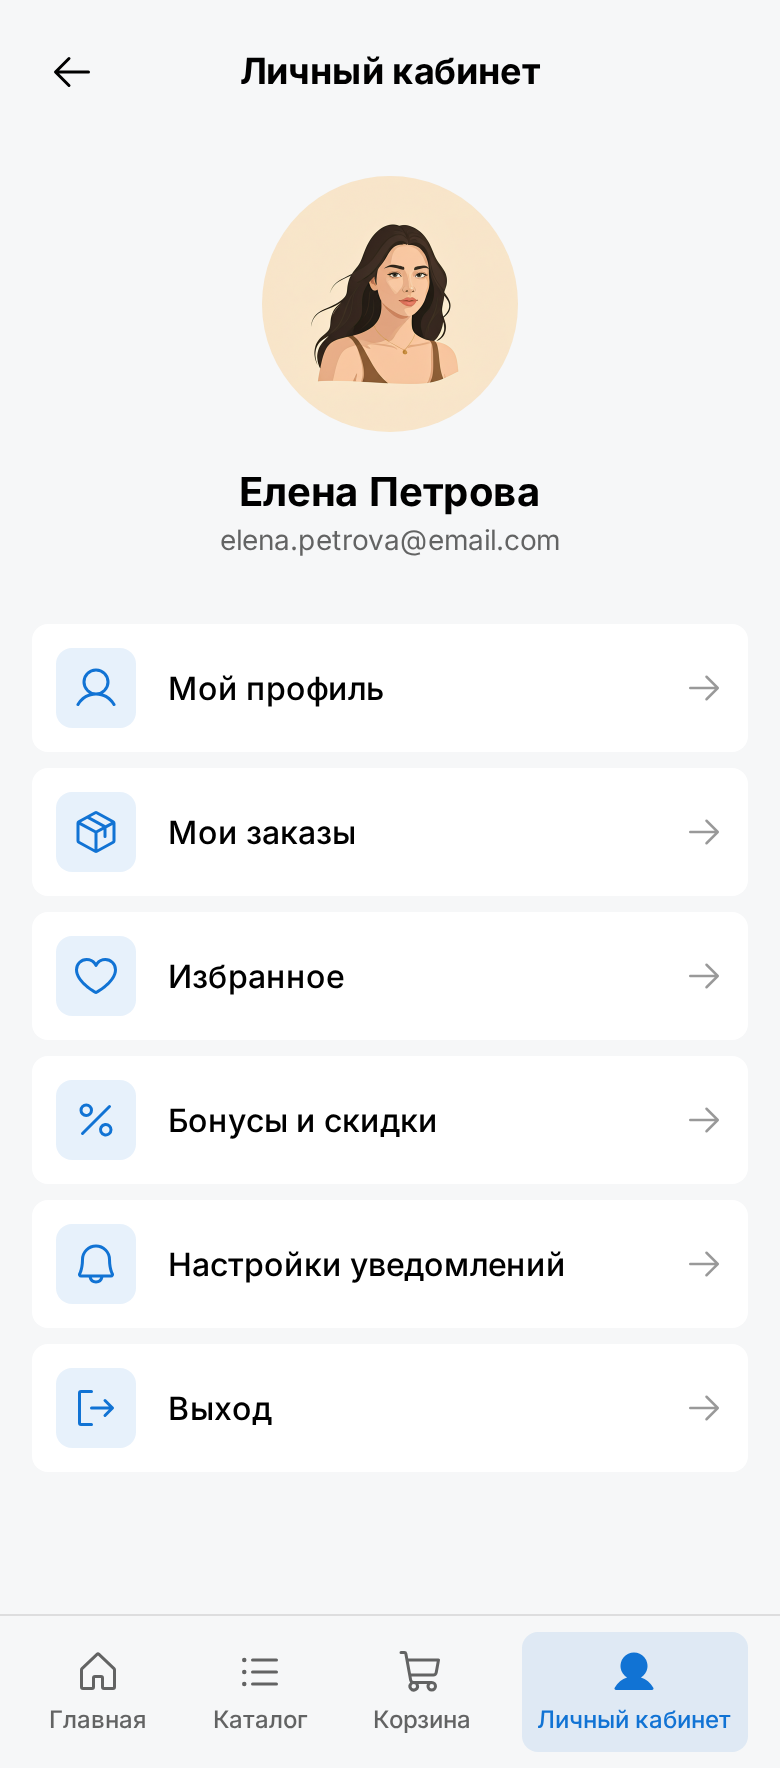 Личный кабинет
Елена Петрова
elena.petrova@email.com
Мой профиль
Мои заказы
Избранное
Бонусы и скидки
Настройки уведомлений
Выход
Главная
Каталог
Корзина
Личный кабинет